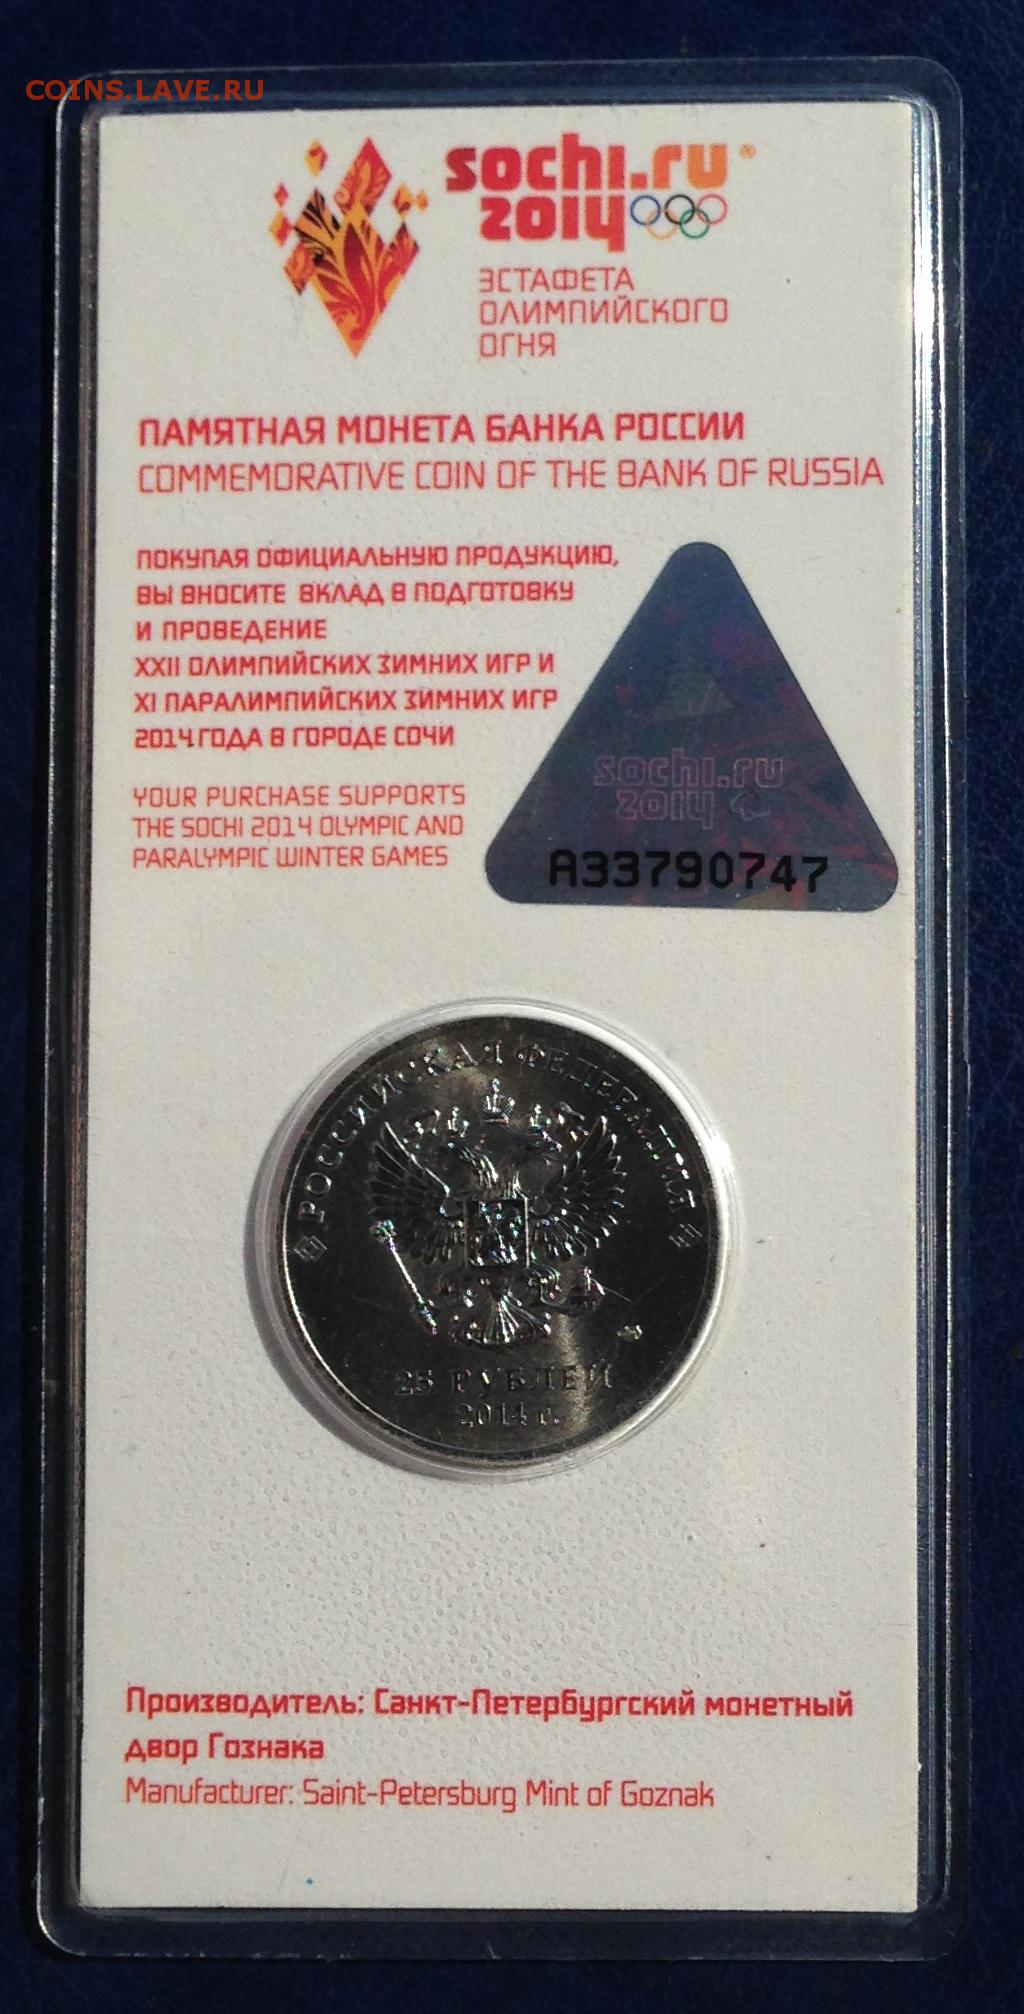 COINS.LAVE.RU
sochi.ru ®
2014
ЭСТАФЕТА
ОЛИМПИЙСКОГО
ОГНЯ
ПАМЯТНАЯ МОНЕТА БАНКА РОССИИ
COMMEMORATIVE COIN OF THE BANK OF RUSSIA
ПОКУПАЯ ОФИЦИАЛЬНУЮ ПРОДУКЦИЮ,
ВЫ ВНОСИТЕ ВКЛАД В ПОДГОТОВКУ
И ПРОВЕДЕНИЕ
XXII ОЛИМПИЙСКИХ ЗИМНИХ ИГР И
XI ПАРАЛИМПИЙСКИХ ЗИМНИХ ИГР
2014 ГОДА В ГОРОДЕ СОЧИ
YOUR PURCHASE SUPPORTS
THE SOCHI 2014 OLYMPIC AND
PARALYMPIC WINTER GAMES
sochi.ru
2014
A33790747
РОССИЙСКАЯ ФЕДЕРАЦИЯ
25 РУБЛЕЙ
2014 г.
Производитель: Санкт-Петербургский монетный
двор Гознака
Manufacturer: Saint-Petersburg Mint of Goznak